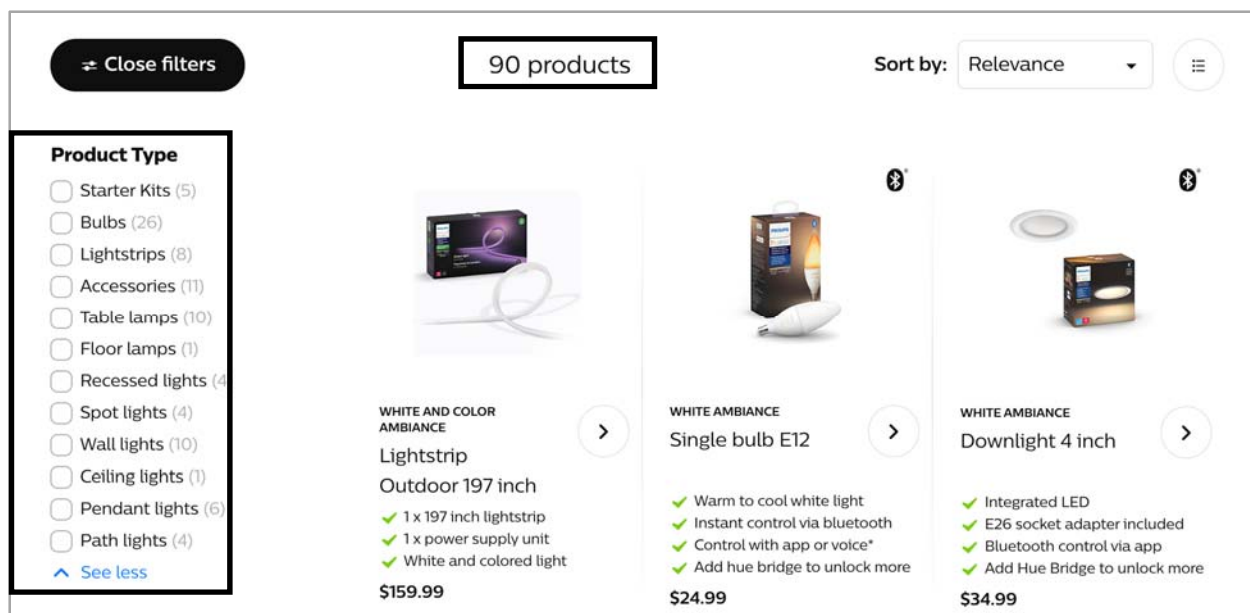 Close filters
90 products
Sort by:
Relevance
Product Type
Starter Kits (5)
Bulbs (26)
Lightstrips (8)
Accessories (11)
Table lamps (10)
Floor lamps (1)
Recessed lights (4
Spot lights (4)
Wall lights (10)
Ceiling lights (1)
Pendant lights (6)
Path lights (4)
See less
WHITE AND COLOR
AMBIANCE
Lightstrip
Outdoor 197 inch
1 x 197 inch lightstrip
1 x power supply unit
White and colored light
$159.99
PHILIPS
WHITE AMBIANCE
Single bulb E12
Warm to cool white light
Instant control via bluetooth
Control with app or voice*
Add hue bridge to unlock more
$24.99
WHITE AMBIANCE
Downlight 4 inch
Integrated LED
E26 socket adapter included
Bluetooth control via app
Add Hue Bridge to unlock more
$34.99